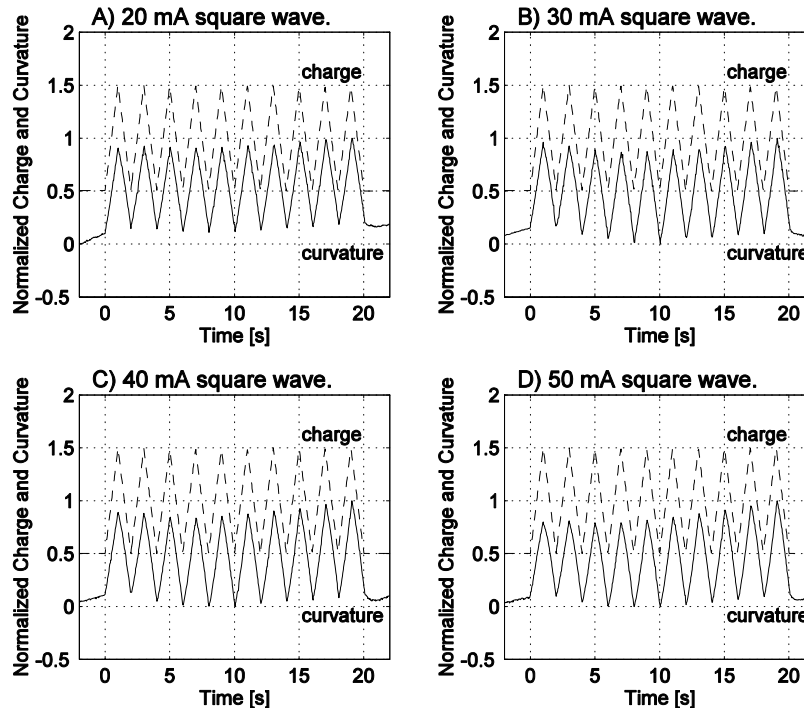 A) 20 mA square wave.
Normalized Charge and Curvature
2
1.5
1
0.5
0
-0.5
charge
curvature
0 5 10 15 20
Time [s]
B) 30 mA square wave.
Normalized Charge and Curvature
2
1.5
1
0.5
0
-0.5
charge
curvature
0 5 10 15 20
Time [s]
C) 40 mA square wave.
Normalized Charge and Curvature
2
1.5
1
0.5
0
-0.5
charge
curvature
0 5 10 15 20
Time [s]
D) 50 mA square wave.
Normalized Charge and Curvature
2
1.5
1
0.5
0
-0.5
charge
curvature
0 5 10 15 20
Time [s]